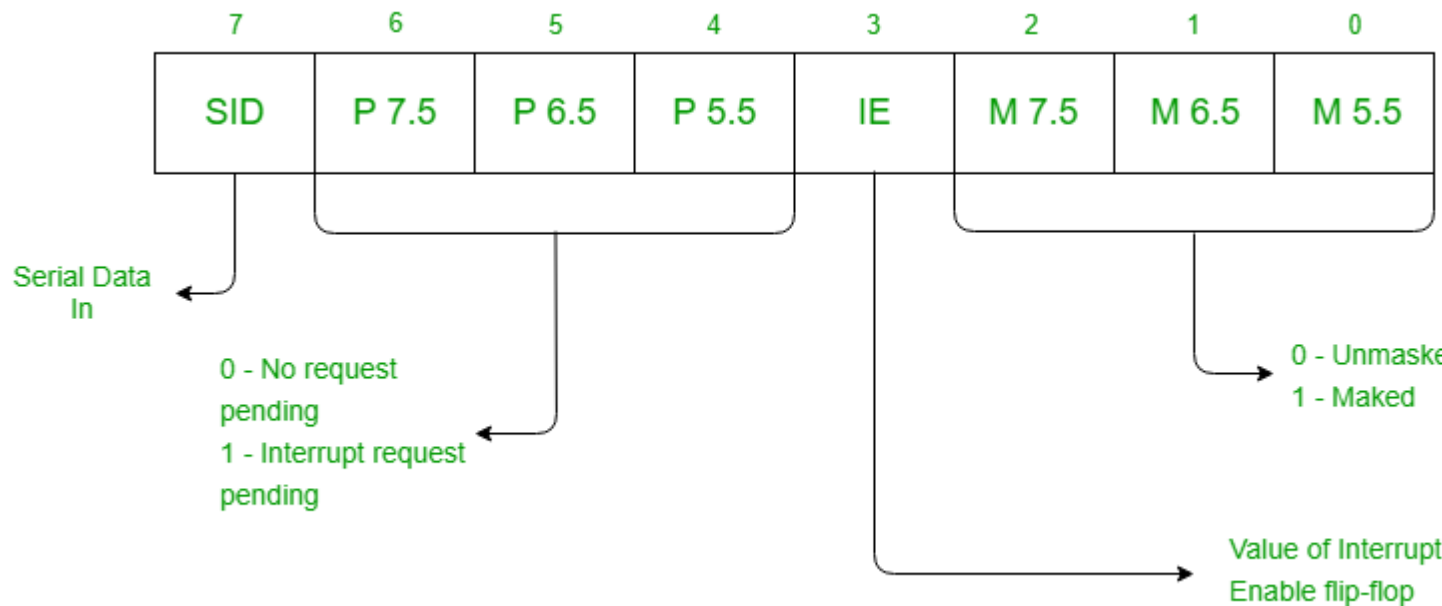 7 6 5 4 3 2 1 0
SID P 7.5 P 6.5 P 5.5 IE M 7.5 M 6.5 M 5.5
Serial Data
In
0 - No request
pending
1 - Interrupt request
pending
0 - Unmaske
1 - Maked
Value of Interrupt
Enable flip-flop